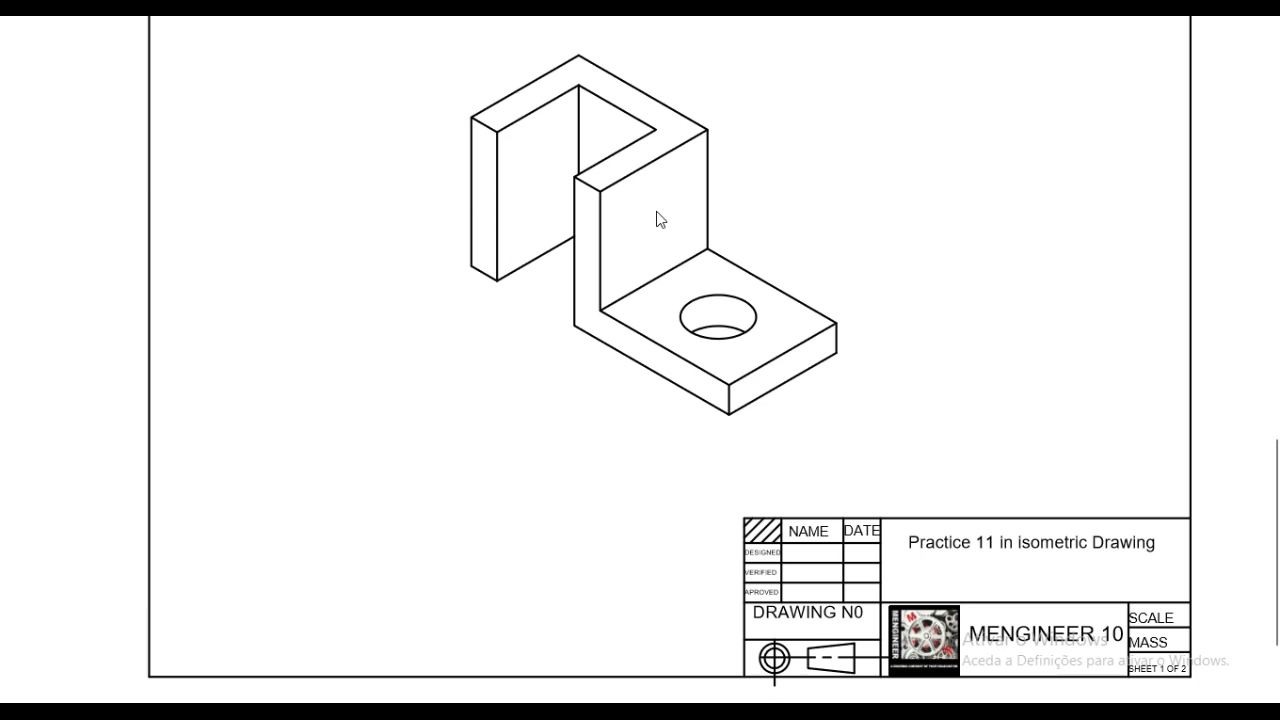 NAME DATE
Practice 11 in isometric Drawing
DESIGNED
VERIFIED
APROVED
DRAWING N0
MENGINEER
M
MENGINEER 10
SCALE
MASS
SHEET 1 OF 2
Ativar o Windows
Aceda a Definições para ativar o Windows.